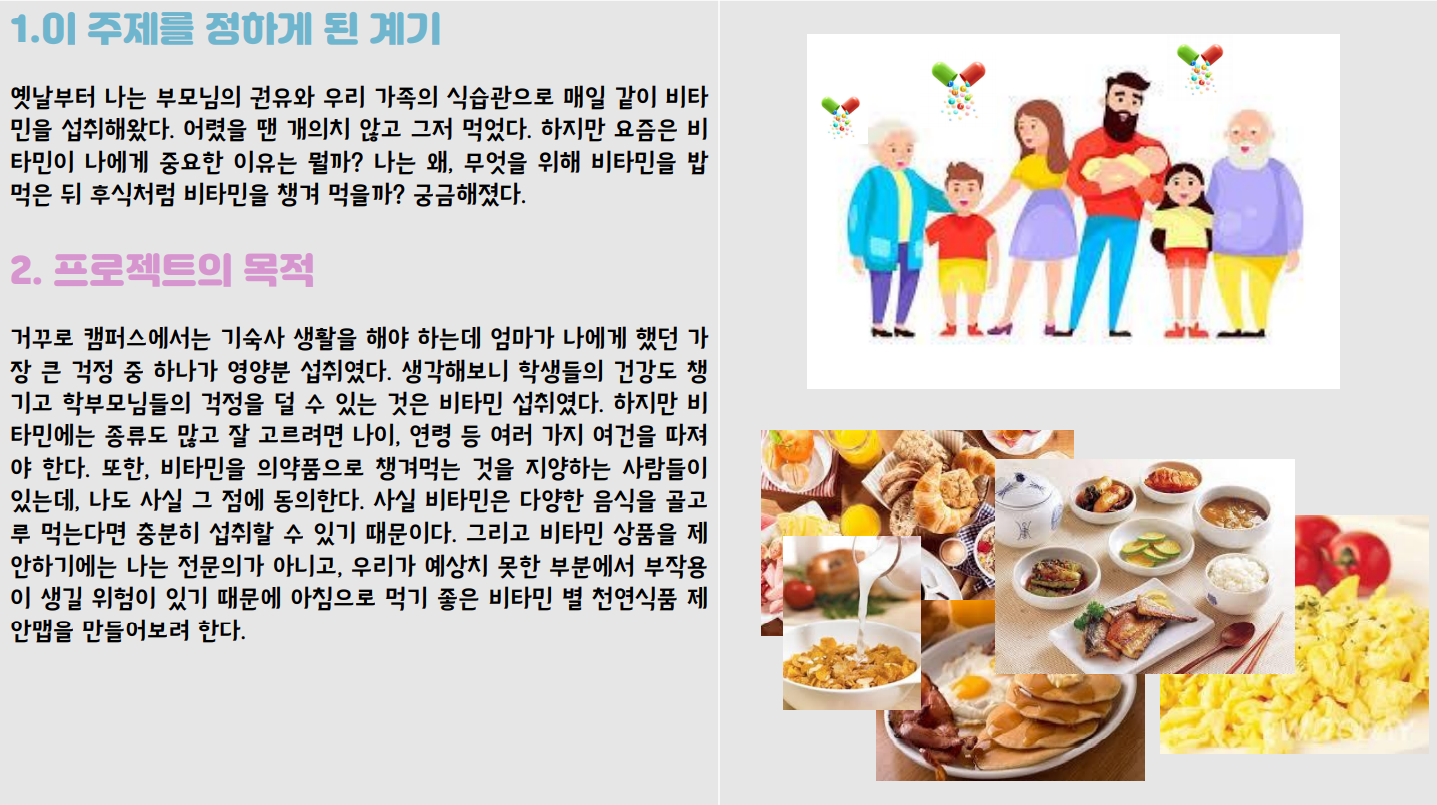 1.이 주제를 정하게 된 계기
옛날부터 나는 부모님의 권유와 우리 가족의 식습관으로 매일 같이 비타
민을 섭취해왔다. 어렸을 땐 개의치 않고 그저 먹었다. 하지만 요즘은 비
타민이 나에게 중요한 이유는 뭘까? 나는 왜, 무엇을 위해 비타민을 밥
먹은 뒤 후식처럼 비타민을 챙겨 먹을까? 궁금해졌다.
2. 프로젝트의 목적
거꾸로 캠퍼스에서는 기숙사 생활을 해야 하는데 엄마가 나에게 했던 가
장 큰 걱정 중 하나가 영양분 섭취였다. 생각해보니 학생들의 건강도 챙
기고 학부모님들의 걱정을 덜 수 있는 것은 비타민 섭취였다. 하지만 비
타민에는 종류도 많고 잘 고르려면 나이, 연령 등 여러 가지 여건을 따져
야 한다. 또한, 비타민을 의약품으로 챙겨먹는 것을 지양하는 사람들이
있는데, 나도 사실 그 점에 동의한다. 사실 비타민은 다양한 음식을 골고
루 먹는다면 충분히 섭취할 수 있기 때문이다. 그리고 비타민 상품을 제
안하기에는 나는 전문의가 아니고, 우리가 예상치 못한 부분에서 부작용
이 생길 위험이 있기 때문에 아침으로 먹기 좋은 비타민 별 천연식품 제
안맵을 만들어보려 한다.